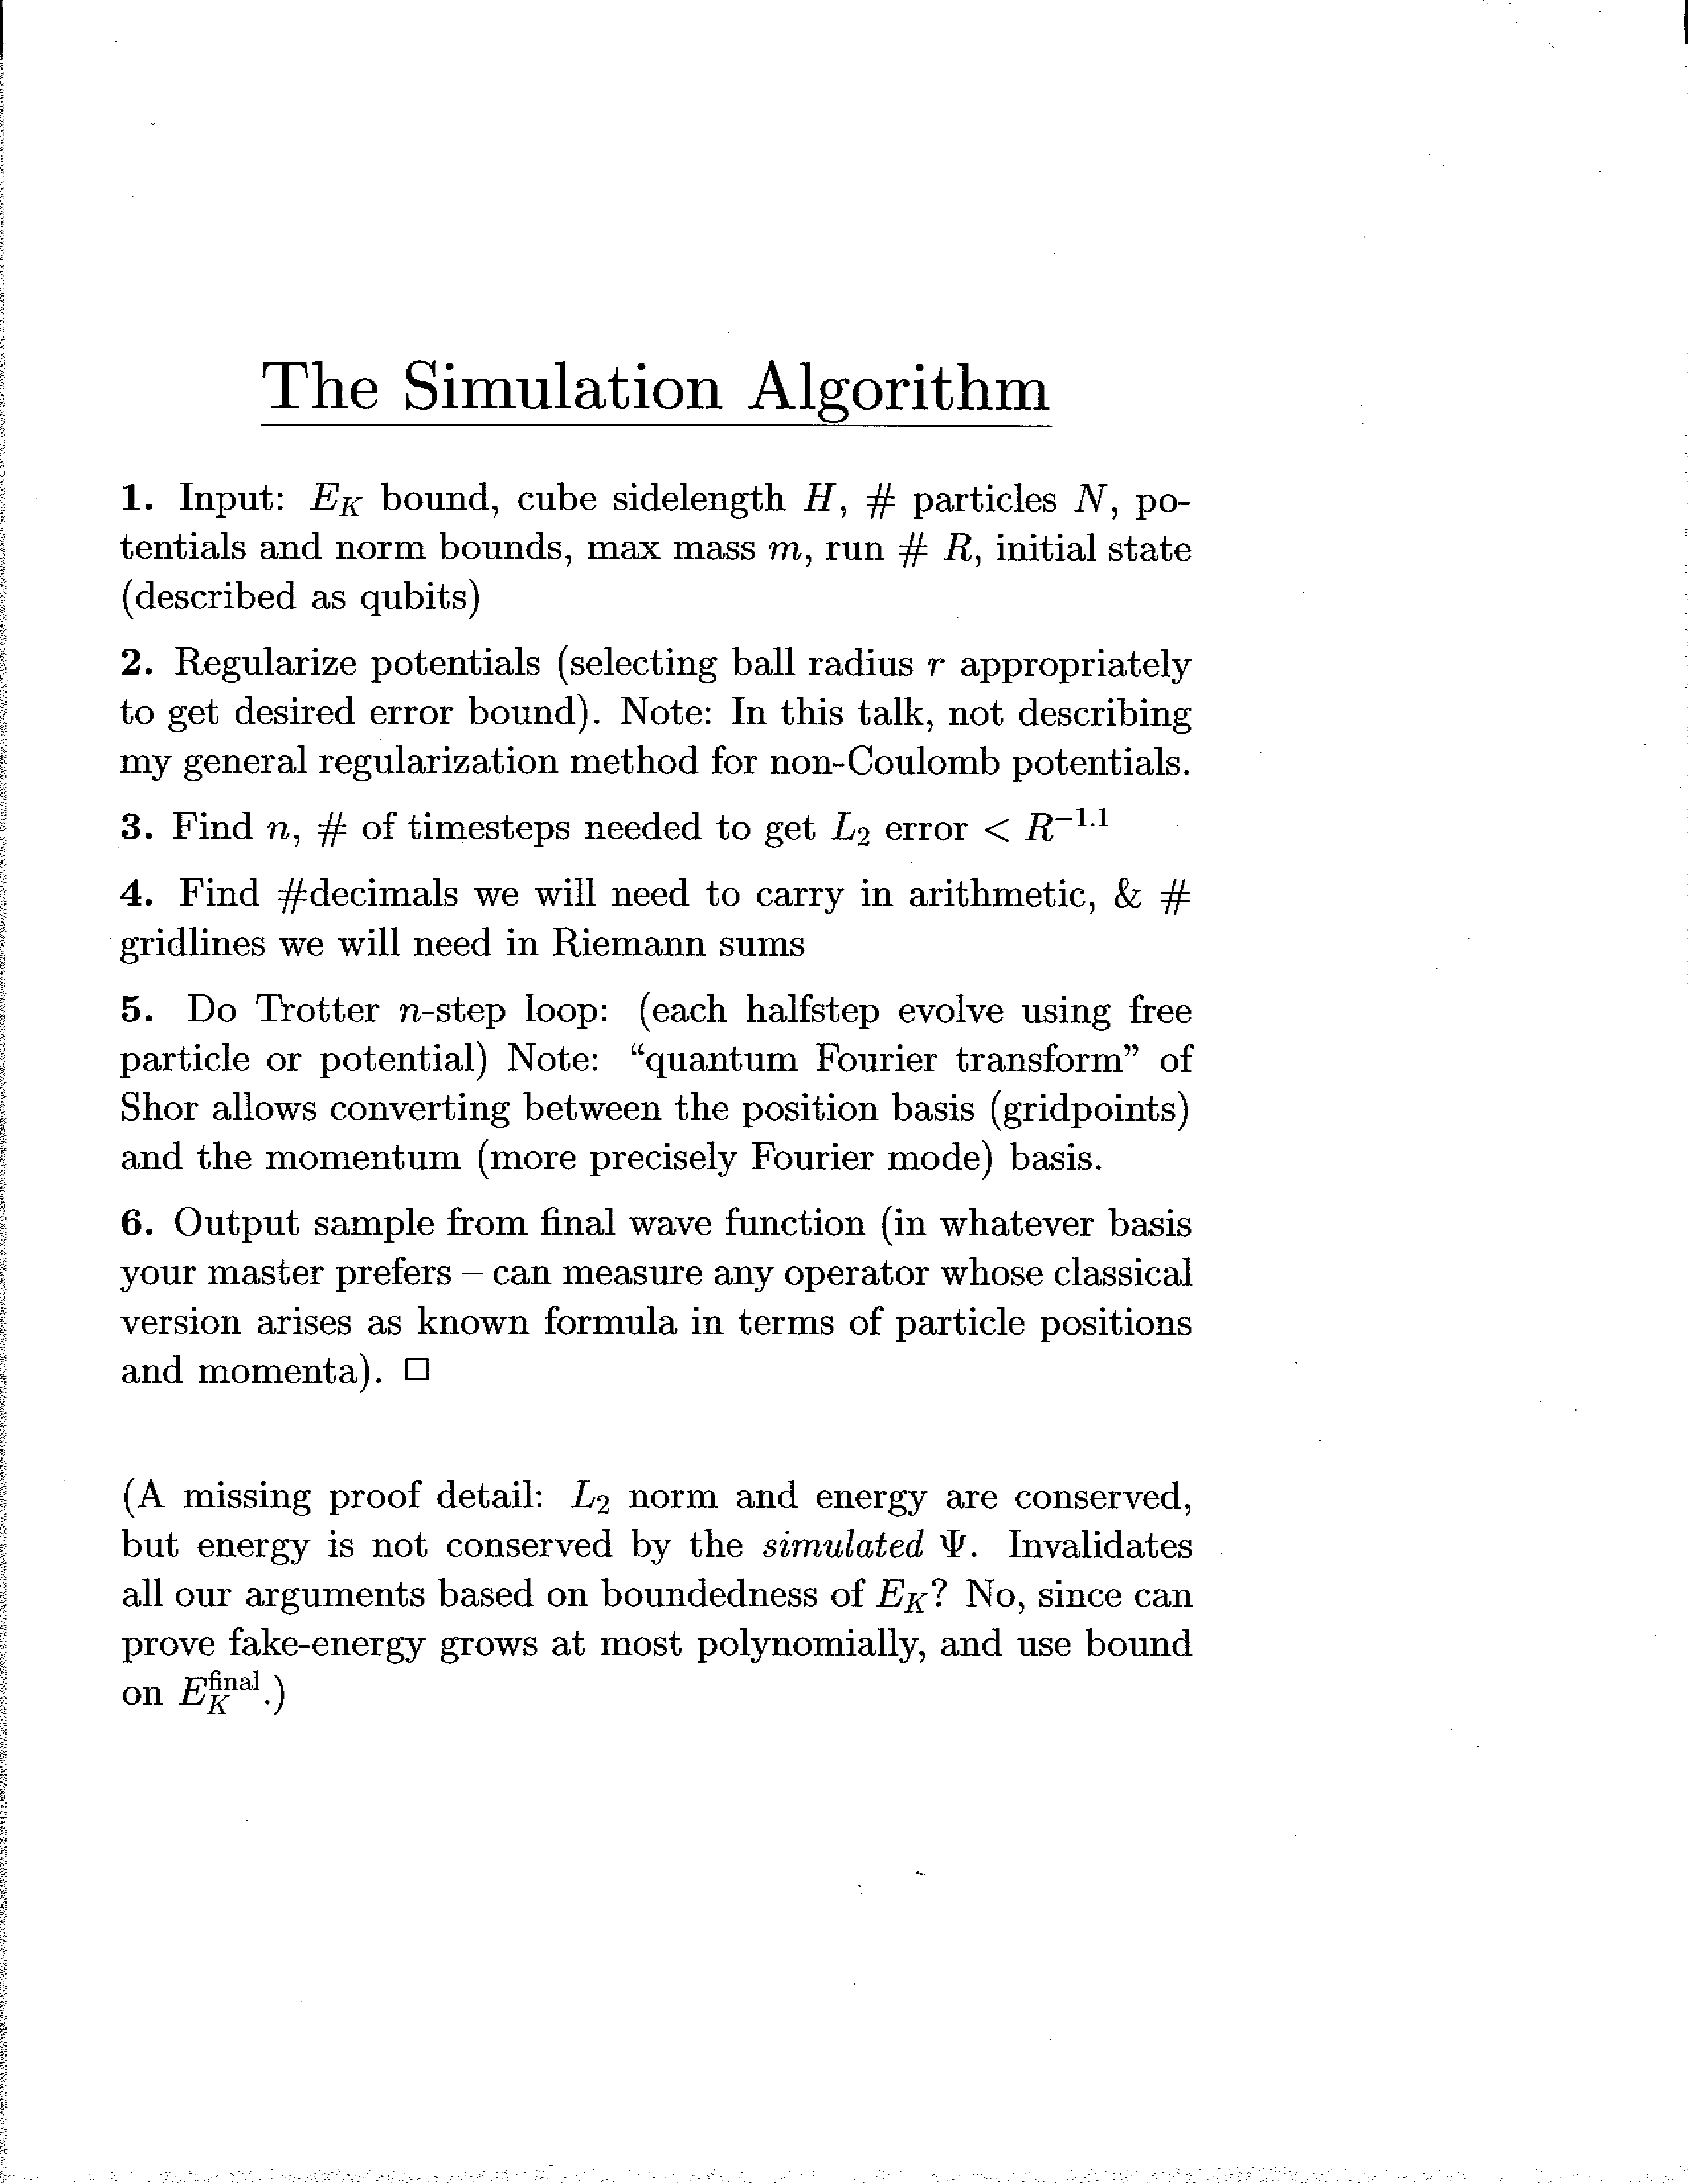 The Simulation Algorithm
1. Input: E_K bound, cube sidelength H, # particles N, po-
tentials and norm bounds, max mass m, run # R, initial state
(described as qubits)
2. Regularize potentials (selecting ball radius r appropriately
to get desired error bound). Note: In this talk, not describing
my general regularization method for non-Coulomb potentials.
3. Find n, # of timesteps needed to get L₂ error < R^{-1.1}
4. Find #decimals we will need to carry in arithmetic, & #
gridlines we will need in Riemann sums
5. Do Trotter n-step loop: (each halfstep evolve using free
particle or potential) Note: “quantum Fourier transform” of
Shor allows converting between the position basis (gridpoints)
and the momentum (more precisely Fourier mode) basis.
6. Output sample from final wave function (in whatever basis
your master prefers – can measure any operator whose classical
version arises as known formula in terms of particle positions
and momenta). □
(A missing proof detail: L₂ norm and energy are conserved,
but energy is not conserved by the simulated Ψ. Invalidates
all our arguments based on boundedness of E_K? No, since can
prove fake-energy grows at most polynomially, and use bound
on E_K^{final}.)